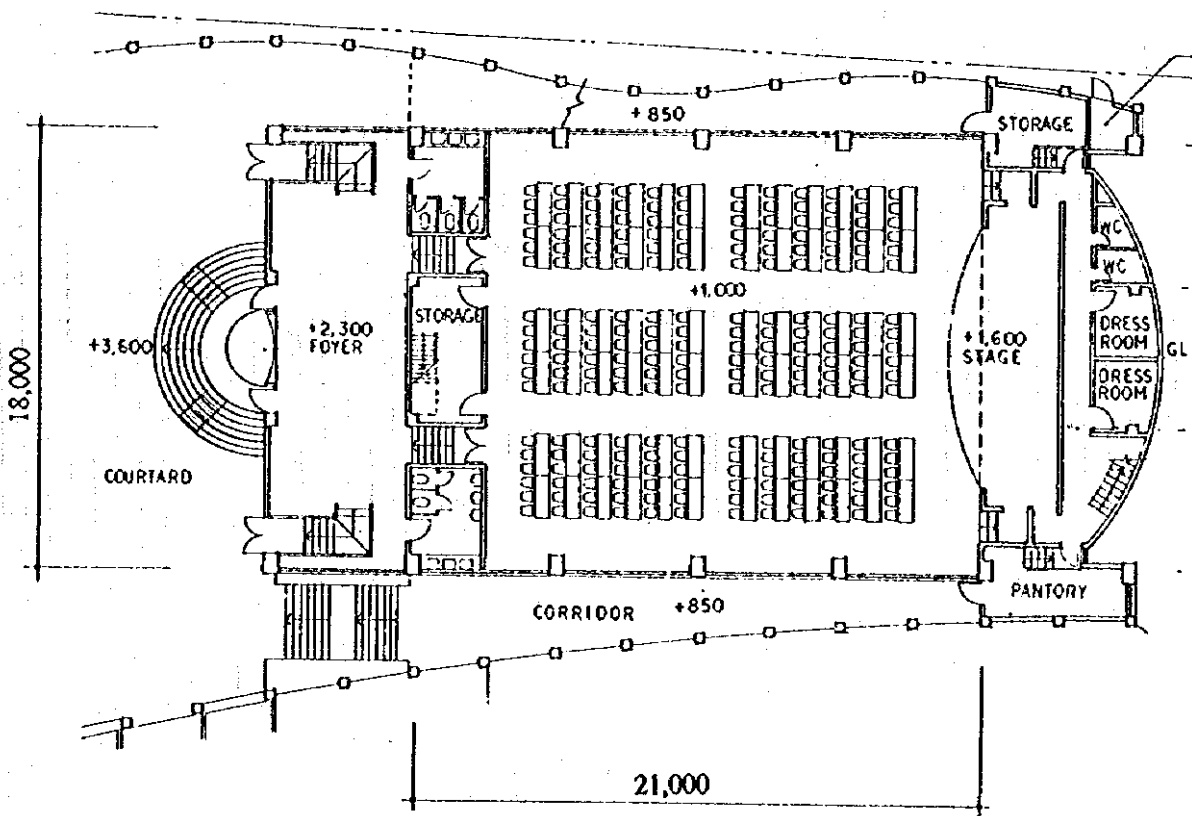 +850
STORAGE
WC
WC
+1,000
STORAGE
+2,300
FOYER
+3,600
+1,600
STAGE
DRESS
ROOM
GL
DRESS
ROOM
18,000
COURTARD
CORRIDOR
+850
PANTORY
21,000